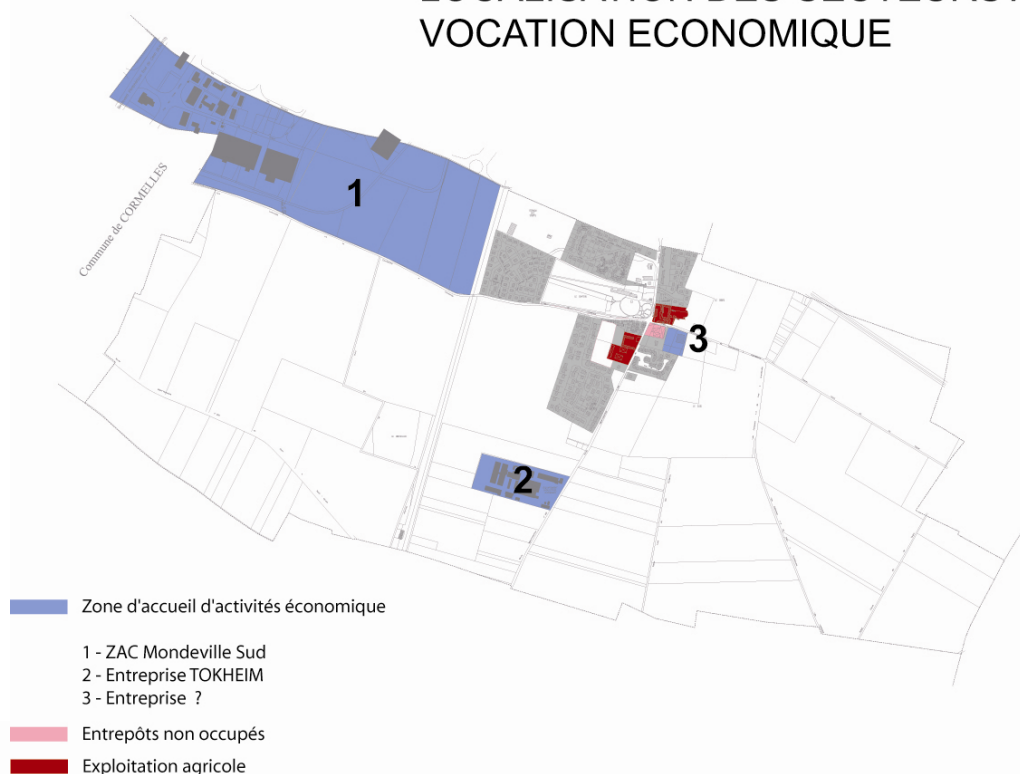 VOCATION ECONOMIQUE
Commune de CORMELLES
1
2
3
Zone d'accueil d'activités économique
1 - ZAC Mondeville Sud
2 - Entreprise TOKHEIM
3 - Entreprise ?
Entrepôts non occupés
Exploitation agricole